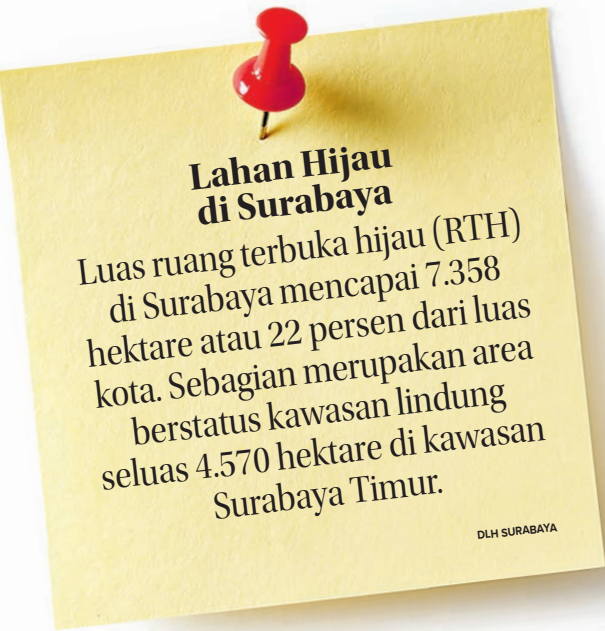 Lahan Hijau
di Surabaya
Luas ruang terbuka hijau (RTH)
di Surabaya mencapai 7.358
hektare atau 22 persen dari luas
kota. Sebagian merupakan area
berstatus kawasan lindung
seluas 4.570 hektare di kawasan
Surabaya Timur.
DLH SURABAYA